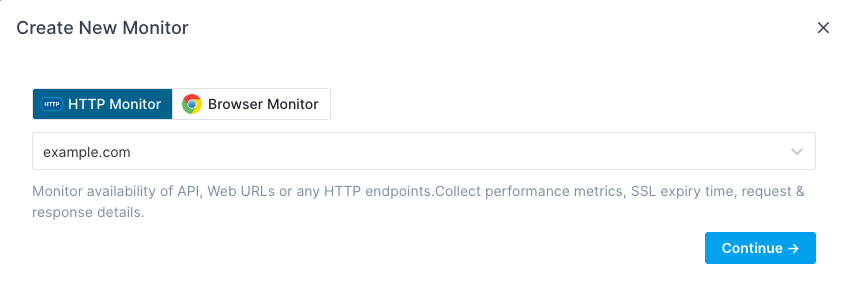 Create New Monitor
HTTP HTTP Monitor Browser Monitor
example.com
Monitor availability of API, Web URLs or any HTTP endpoints.Collect performance metrics, SSL expiry time, request &
response details.
Continue →